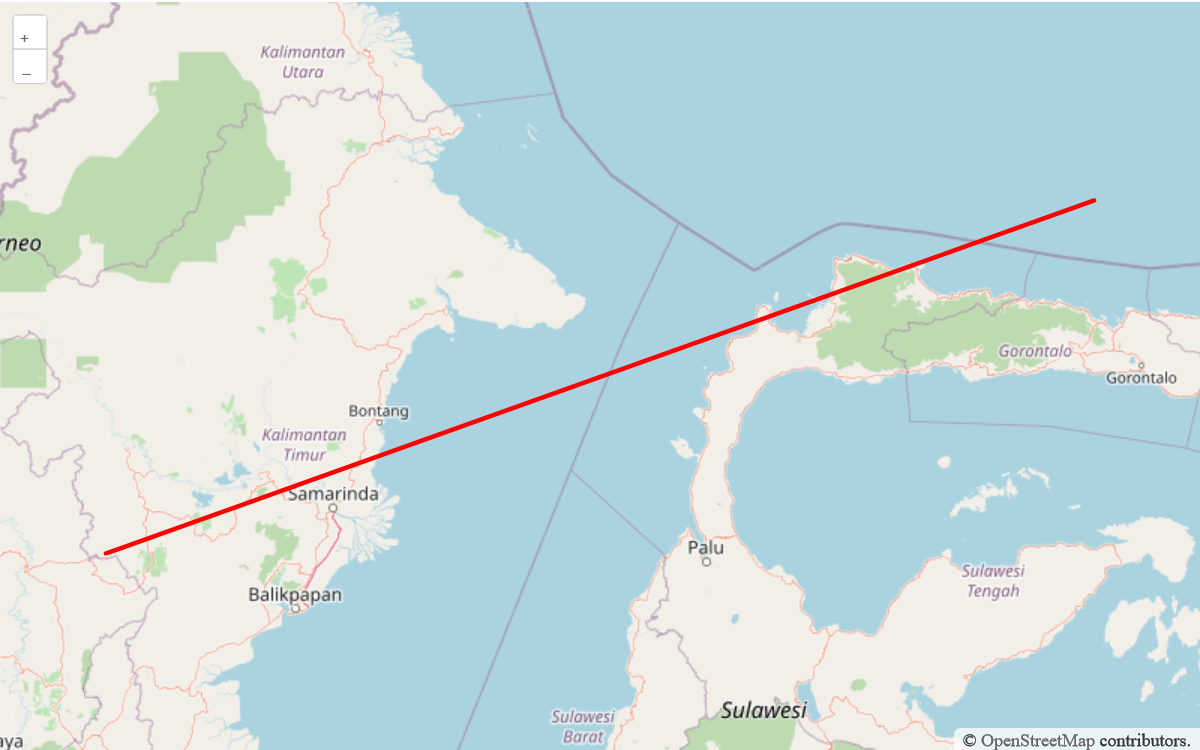 +
–
Kalimantan
Utara
rneo
Bontang
Kalimantan
Timur
Samarinda
Balikpapan
Gorontalo
Gorontalo
Palu
Sulawesi
Tengah
Sulawesi
Sulawesi
Barat
aya
© OpenStreetMap contributors.